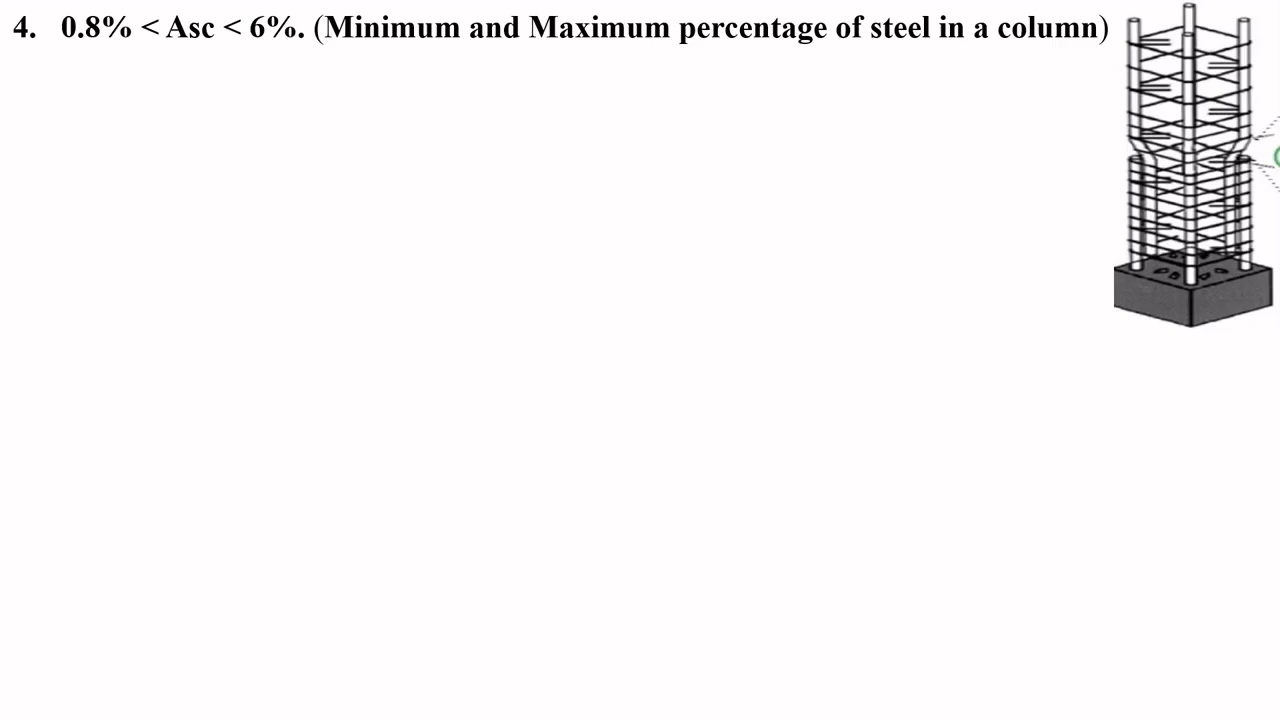 4. 0.8% < Asc < 6%. (Minimum and Maximum percentage of steel in a column)